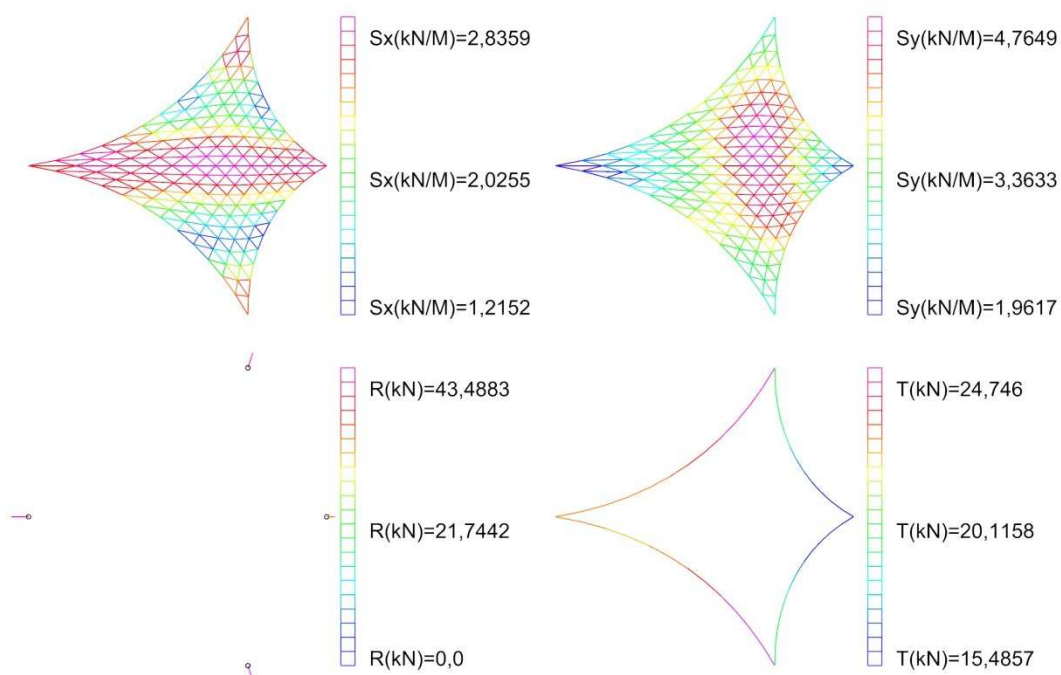 Sx(kN/M)=2,8359
Sx(kN/M)=2,0255
Sx(kN/M)=1,2152
Sy(kN/M)=4,7649
Sy(kN/M)=3,3633
Sy(kN/M)=1,9617
R(kN)=43,4883
R(kN)=21,7442
R(kN)=0,0
T(kN)=24,746
T(kN)=20,1158
T(kN)=15,4857